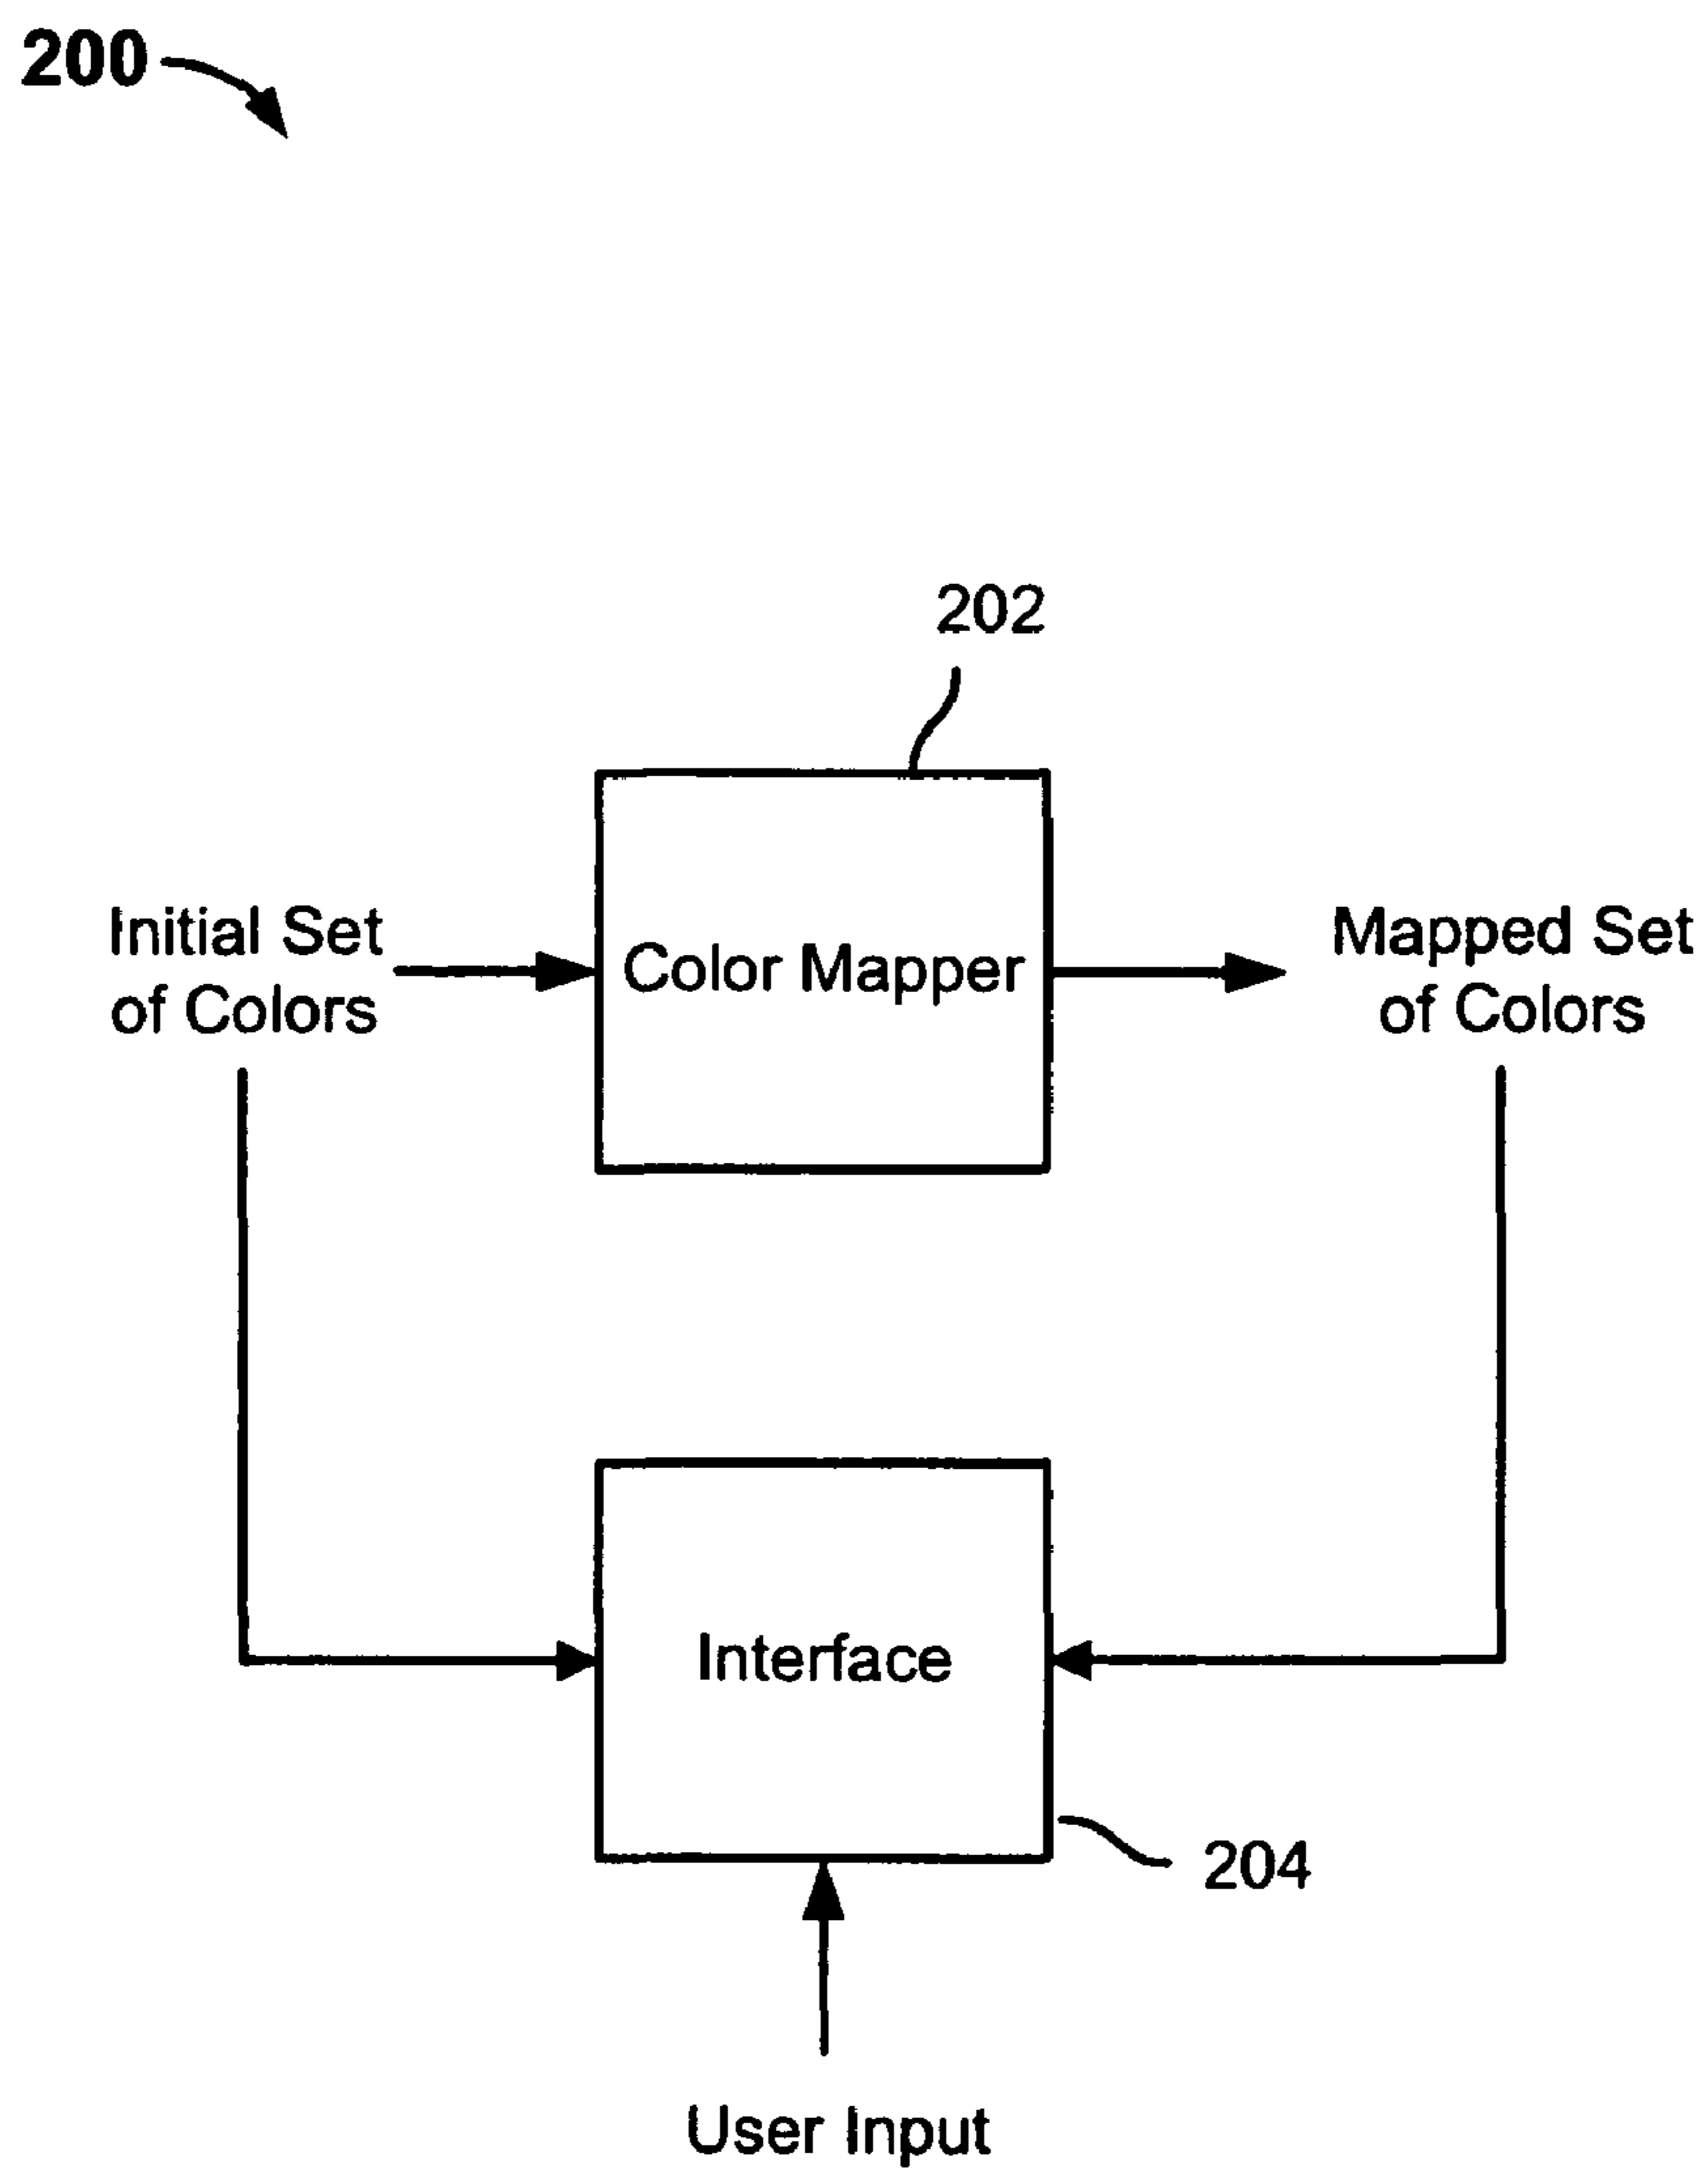 200
202
Initial Set
of Colors
Color Mapper
Mapped Set
of Colors
Interface
204
User Input